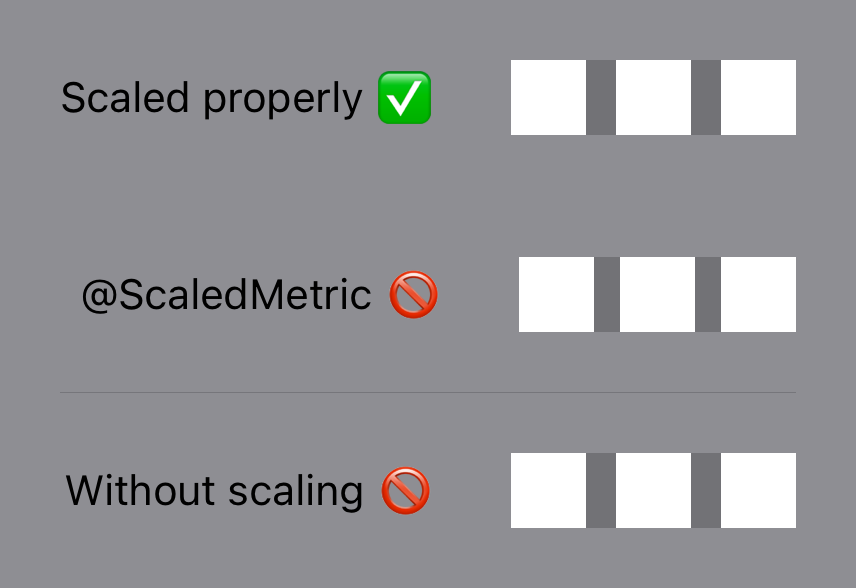 Scaled properly ✅
@ScaledMetric 🚫
Without scaling 🚫